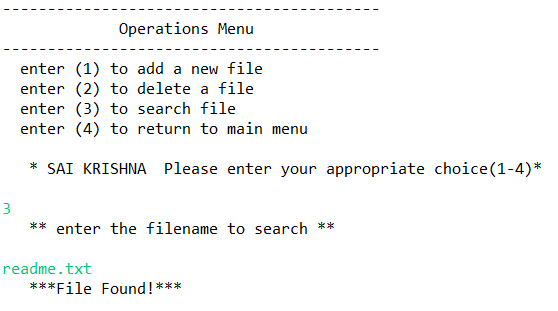 ------------------------------------------
Operations Menu
------------------------------------------
enter (1) to add a new file
enter (2) to delete a file
enter (3) to search file
enter (4) to return to main menu
* SAI KRISHNA  Please enter your appropriate choice(1-4)*
3
** enter the filename to search **
readme.txt
***File Found!***